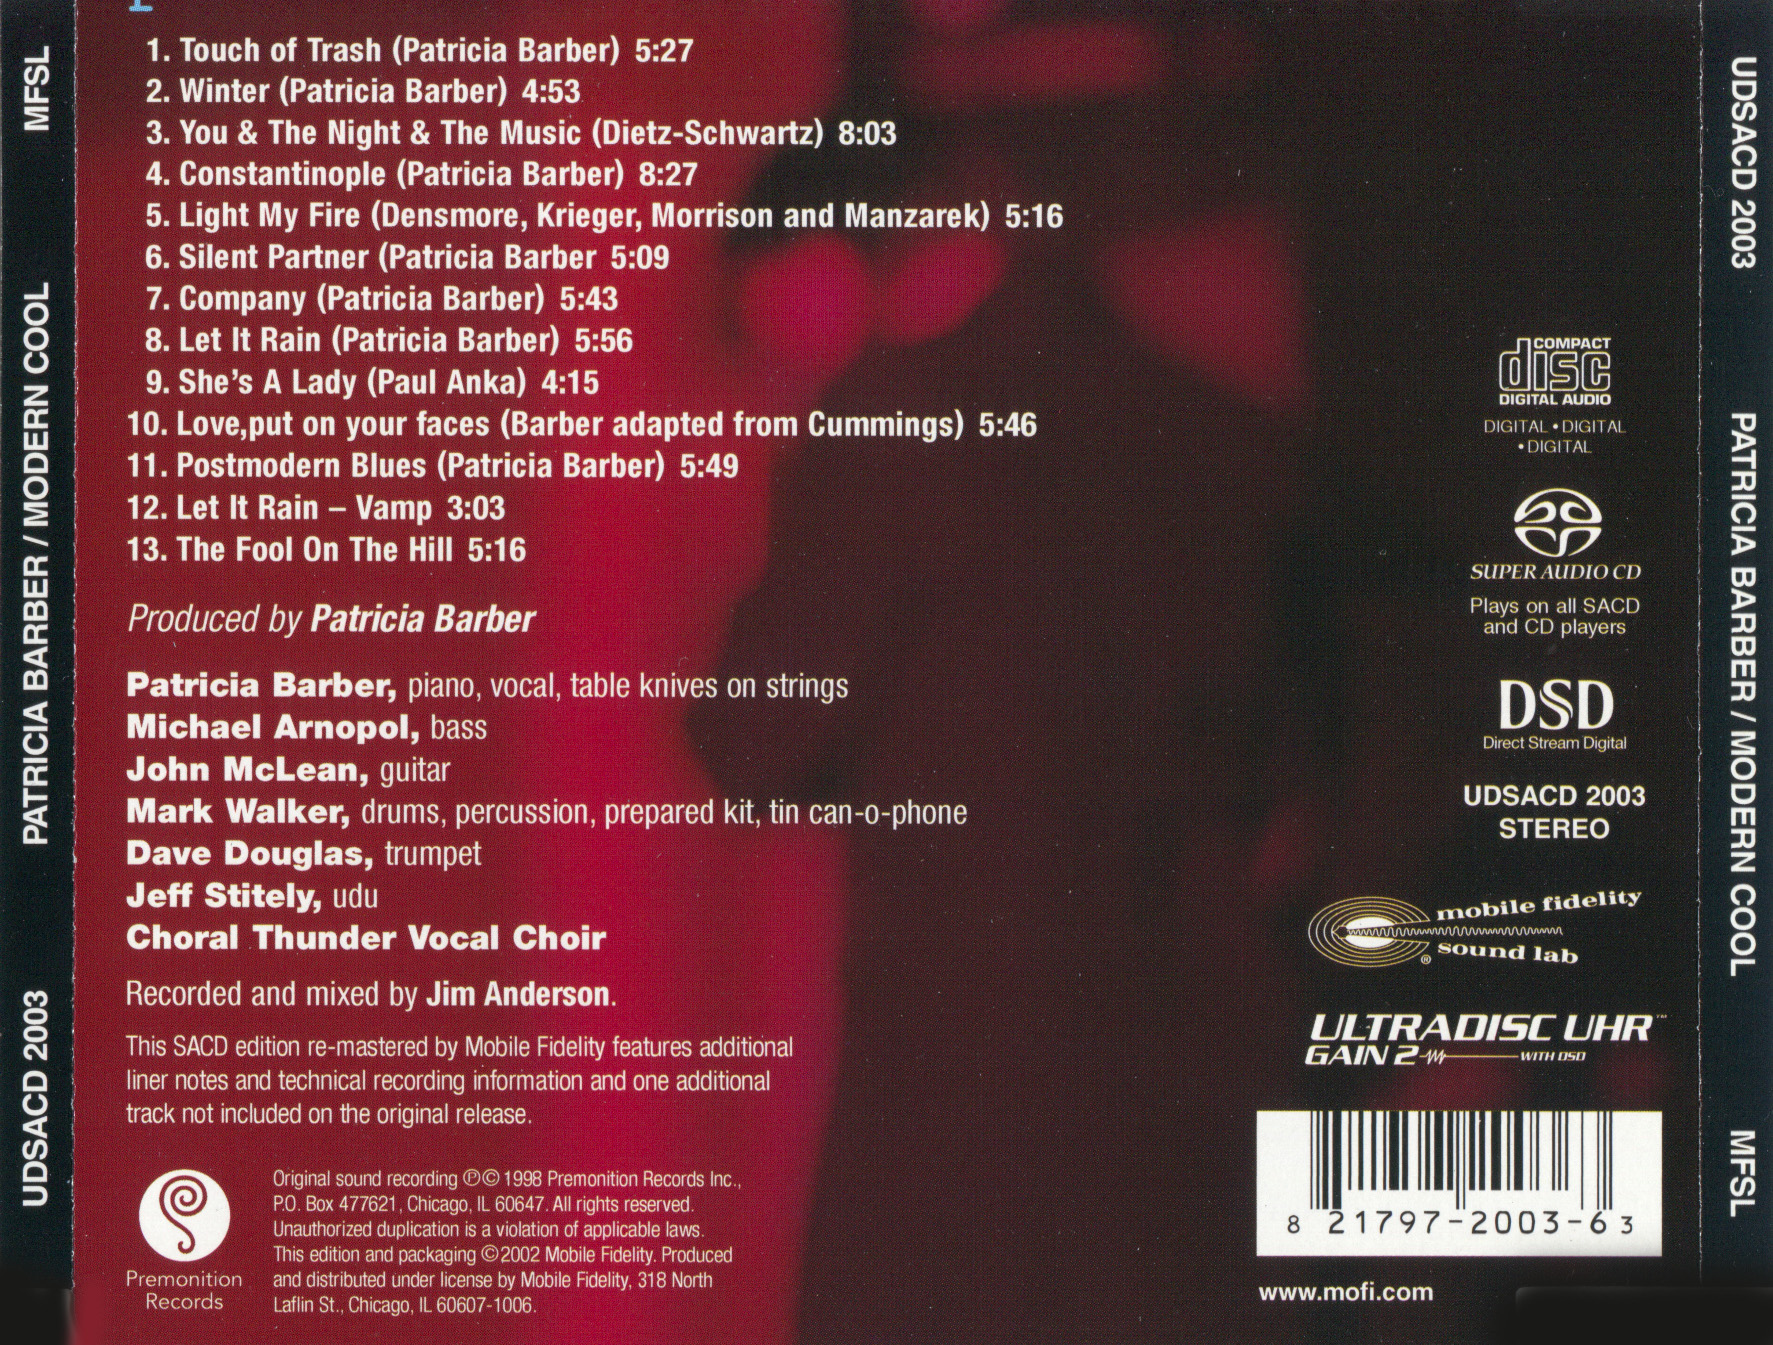 1. Touch of Trash (Patricia Barber) 5:27
2. Winter (Patricia Barber) 4:53
3. You & The Night & The Music (Dietz-Schwartz) 8:03
4. Constantinople (Patricia Barber) 8:27
5. Light My Fire (Densmore, Krieger, Morrison and Manzarek) 5:16
6. Silent Partner (Patricia Barber 5:09
7. Company (Patricia Barber) 5:43
8. Let It Rain (Patricia Barber) 5:56
9. She's A Lady (Paul Anka) 4:15
10. Love,put on your faces (Barber adapted from Cummings) 5:46
11. Postmodern Blues (Patricia Barber) 5:49
12. Let It Rain – Vamp 3:03
13. The Fool On The Hill 5:16
Produced by Patricia Barber
Patricia Barber, piano, vocal, table knives on strings
Michael Arnopol, bass
John McLean, guitar
Mark Walker, drums, percussion, prepared kit, tin can-o-phone
Dave Douglas, trumpet
Jeff Stitely, udu
Choral Thunder Vocal Choir
Recorded and mixed by Jim Anderson.
This SACD edition re-mastered by Mobile Fidelity features additional
liner notes and technical recording information and one additional
track not included on the original release.
Premonition
Records
Original sound recording ℗© 1998 Premonition Records Inc.,
P.O. Box 477621, Chicago, IL 60647. All rights reserved.
Unauthorized duplication is a violation of applicable laws.
This edition and packaging ©2002 Mobile Fidelity. Produced
and distributed under license by Mobile Fidelity, 318 North
Laflin St., Chicago, IL 60607-1006.
COMPACT
disc
DIGITAL AUDIO
DIGITAL • DIGITAL
• DIGITAL
SUPER AUDIO CD
Plays on all SACD
and CD players
DSD
Direct Stream Digital
UDSACD 2003
STEREO
mobile fidelity
sound lab ®
ULTRADISC UHR™
GAIN 2 WITH DSD
8 21797-2003-6 3
www.mofi.com
UDSACD 2003 PATRICIA BARBER / MODERN COOL MFSL
UDSACD 2003 PATRICIA BARBER / MODERN COOL MFSL